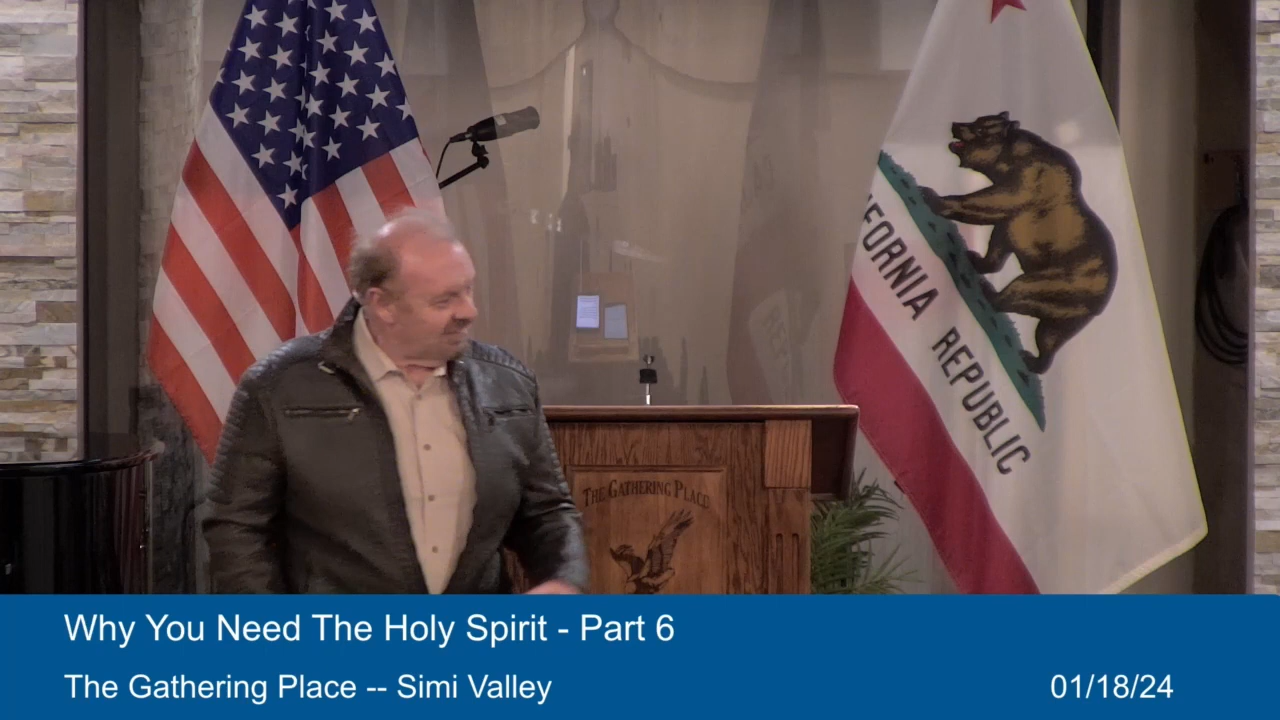 IFORNIA REPUBLIC
THE GATHERING PLACE
Why You Need The Holy Spirit - Part 6
The Gathering Place -- Simi Valley
01/18/24